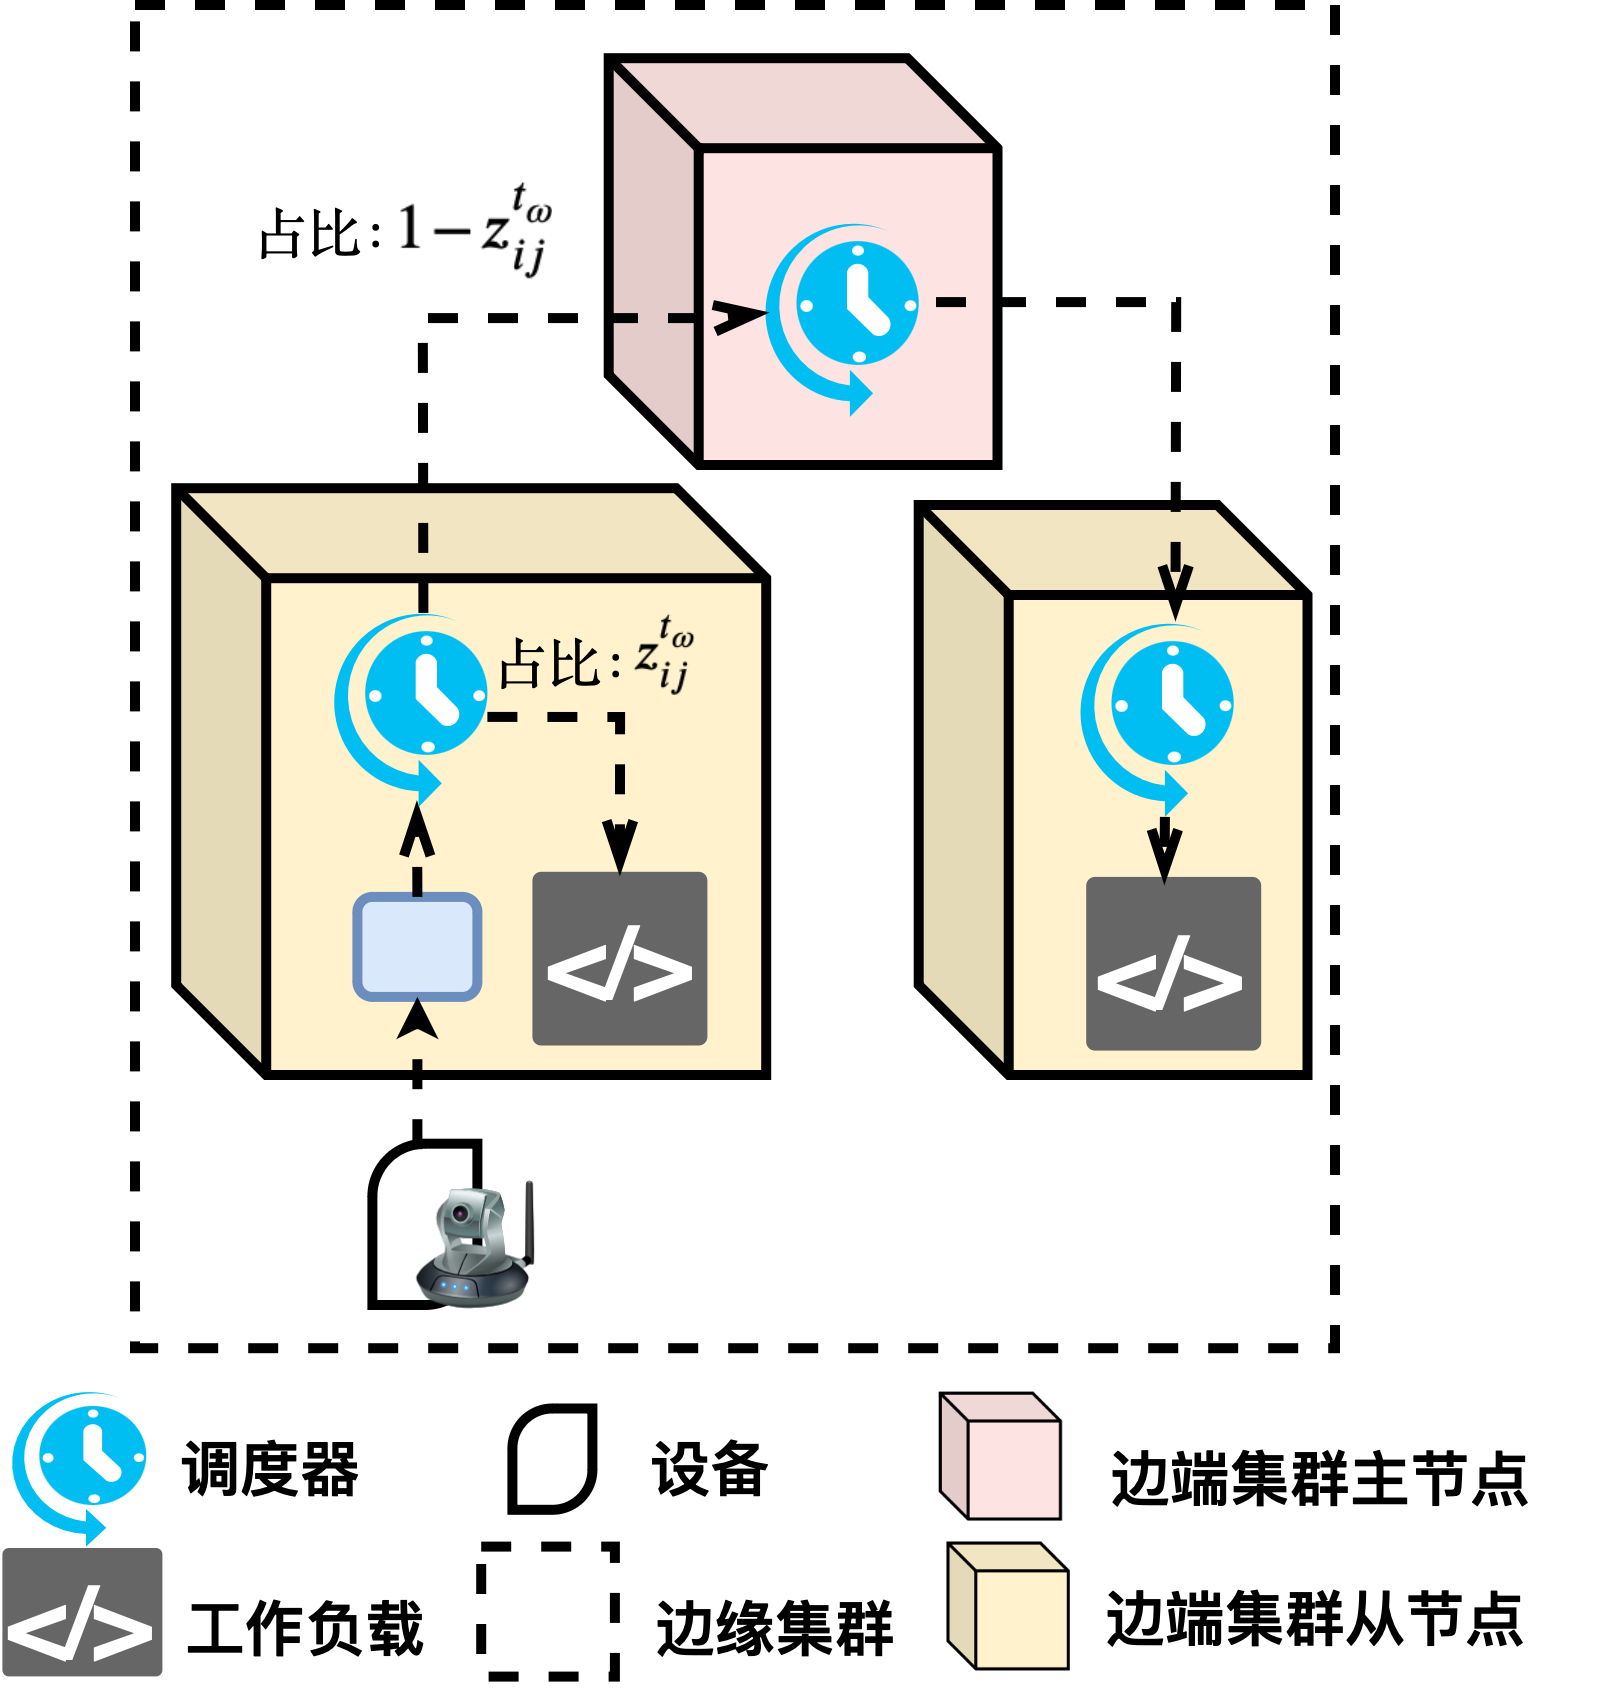 占比：$1-z_{ij}^{t_\omega}$
占比：$z_{ij}^{t_\omega}$
</>
</>
调度器
设备
边端集群主节点
</>
工作负载
边缘集群
边端集群从节点